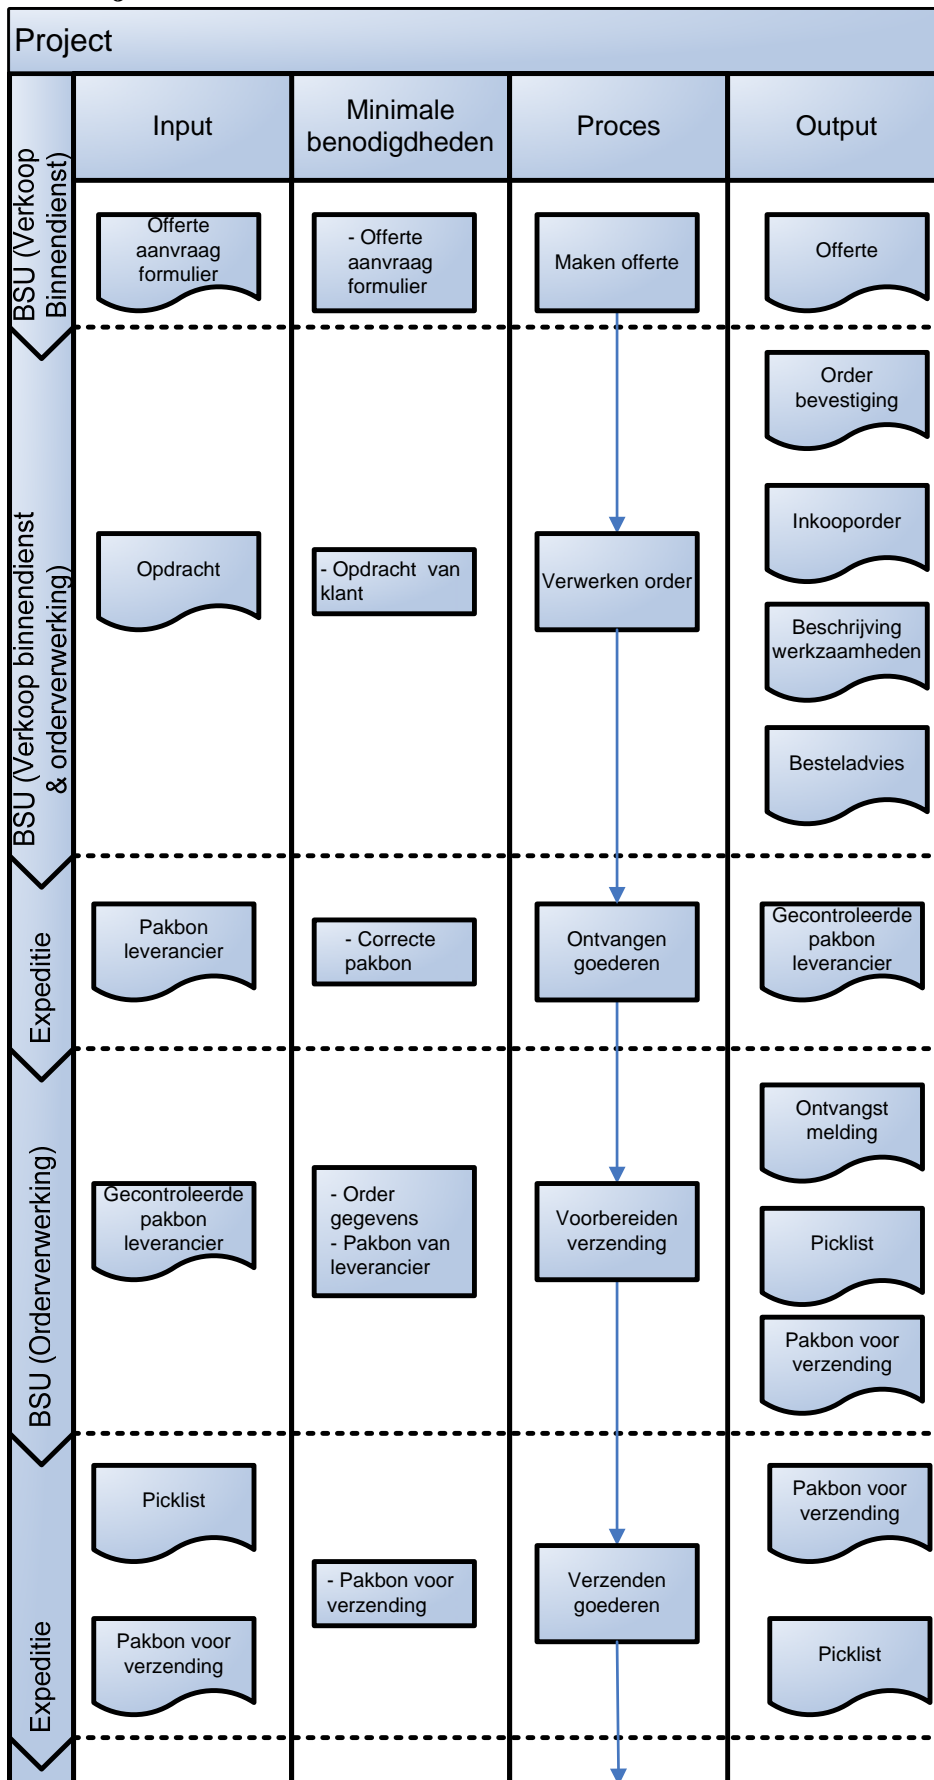 Project
Input
Minimale
benodigdheden
Proces
Output
BSU (Verkoop
Binnendienst)
Offerte
aanvraag
formulier
- Offerte
aanvraag
formulier
Maken offerte
Offerte
BSU (Verkoop binnendienst
& orderverwerking)
Opdracht
- Opdracht van
klant
Verwerken order
Order
bevestiging
Inkooporder
Beschrijving
werkzaamheden
Besteladvies
Expeditie
Pakbon
leverancier
- Correcte
pakbon
Ontvangen
goederen
Gecontroleerde
pakbon
leverancier
BSU (Orderverwerking)
Gecontroleerde
pakbon
leverancier
- Order
gegevens
- Pakbon van
leverancier
Voorbereiden
verzending
Ontvangst
melding
Picklist
Pakbon voor
verzending
Expeditie
Picklist
Pakbon voor
verzending
- Pakbon voor
verzending
Verzenden
goederen
Pakbon voor
verzending
Picklist